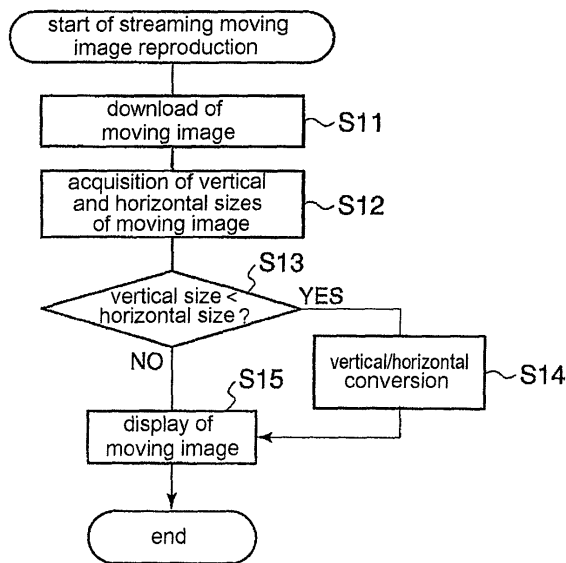 start of streaming moving
image reproduction
download of
moving image
S11
acquisition of vertical
and horizontal sizes
of moving image
S12
S13
vertical size <
horizontal size ?
YES
NO
vertical/horizontal
conversion
S14
S15
display of
moving image
end